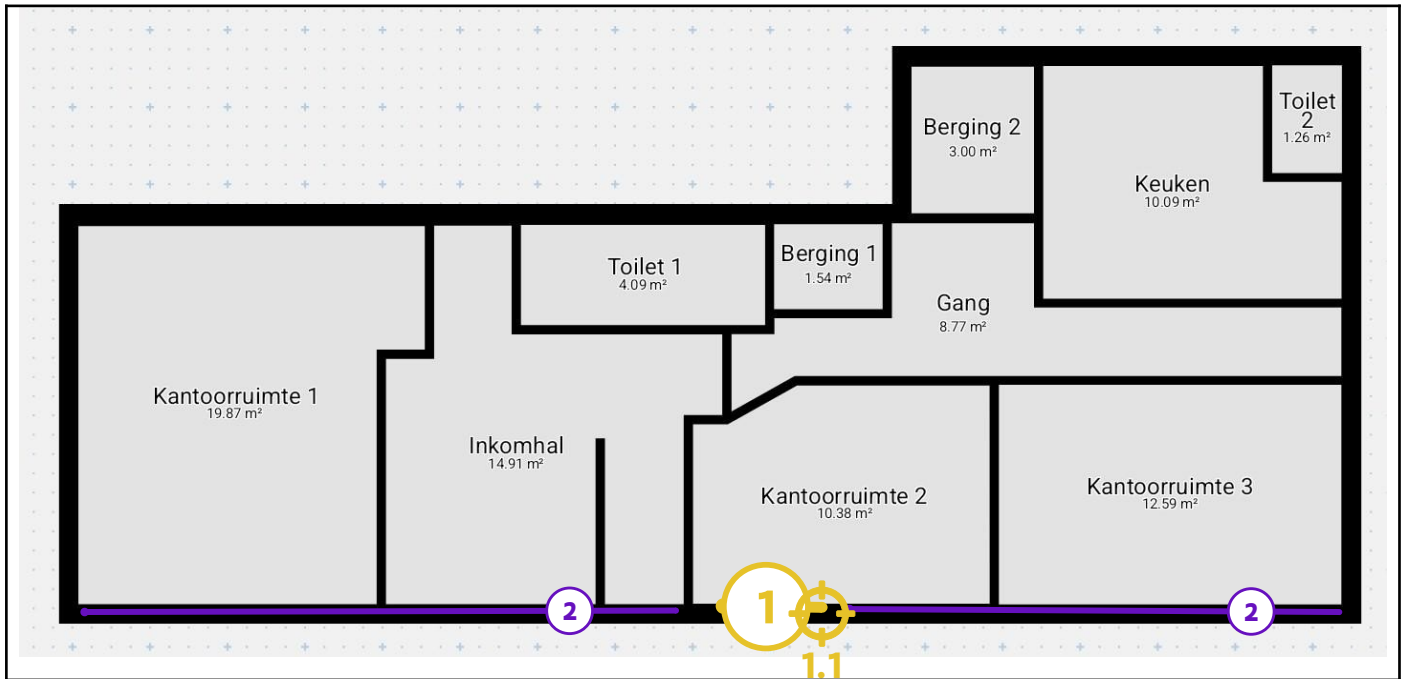 Berging 2
3.00 m²
Toilet
2
1.26 m²
Keuken
10.09 m²
Toilet 1
4.09 m²
Berging 1
1.54 m²
Gang
8.77 m²
Kantoorruimte 1
19.87 m²
Inkomhal
14.91 m²
Kantoorruimte 2
10.38 m²
Kantoorruimte 3
12.59 m²
2
1
2
1.1